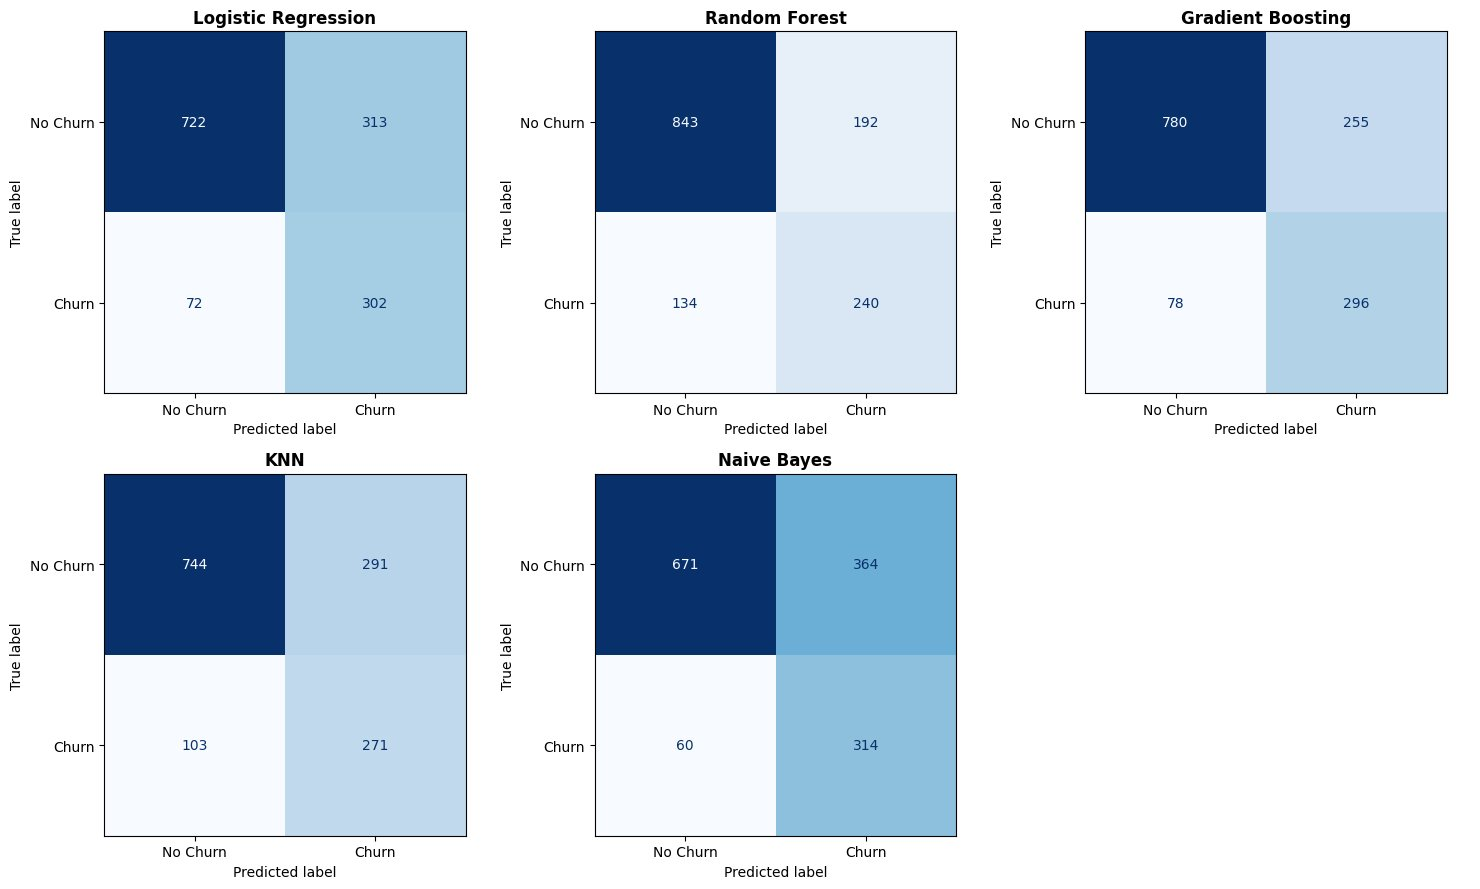 Logistic Regression
No Churn
722
313
True label
Churn
72
302
No Churn
Churn
Predicted label
Random Forest
No Churn
843
192
True label
Churn
134
240
No Churn
Churn
Predicted label
Gradient Boosting
No Churn
780
255
True label
Churn
78
296
No Churn
Churn
Predicted label
KNN
No Churn
744
291
True label
Churn
103
271
No Churn
Churn
Predicted label
Naive Bayes
No Churn
671
364
True label
Churn
60
314
No Churn
Churn
Predicted label